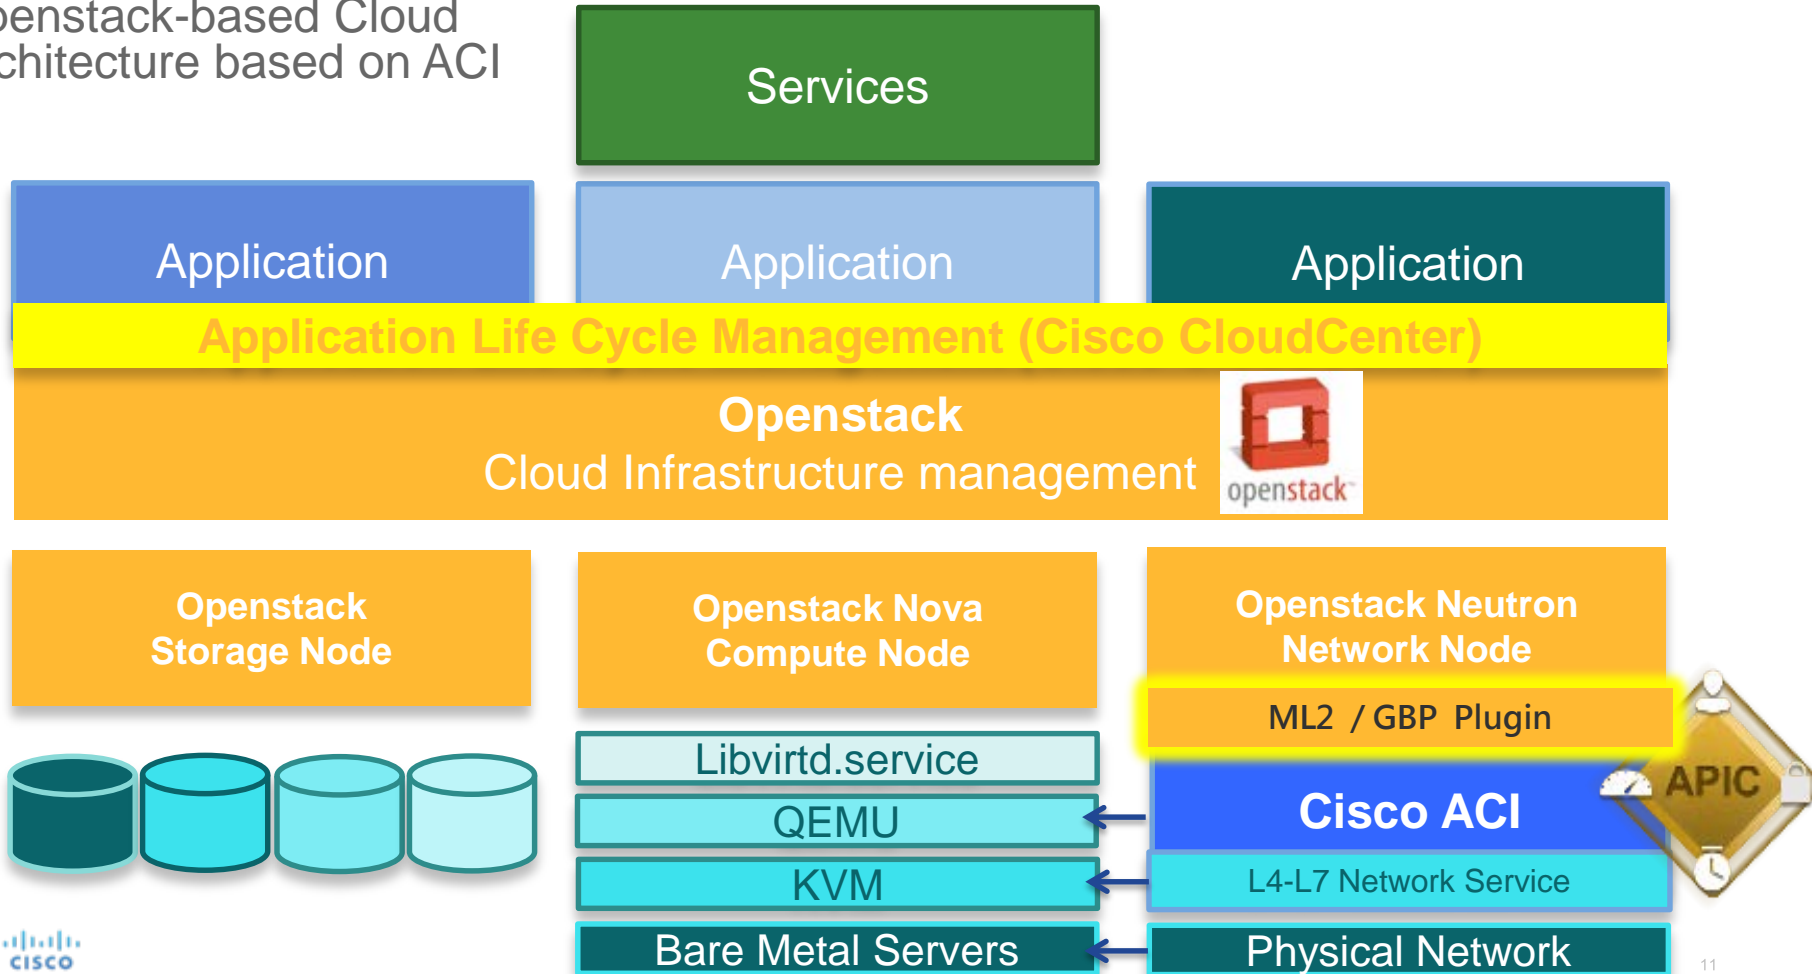 penstack-based Cloud
chitecture based on ACI
Services
Application
Application
Application
Application Life Cycle Management (Cisco CloudCenter)
Openstack
Cloud Infrastructure management
openstack
Openstack
Storage Node
Openstack Nova
Compute Node
Openstack Neutron
Network Node
ML2 / GBP Plugin
Libvirtd.service
QEMU
KVM
Bare Metal Servers
Cisco ACI
L4-L7 Network Service
Physical Network
APIC
CISCO
11